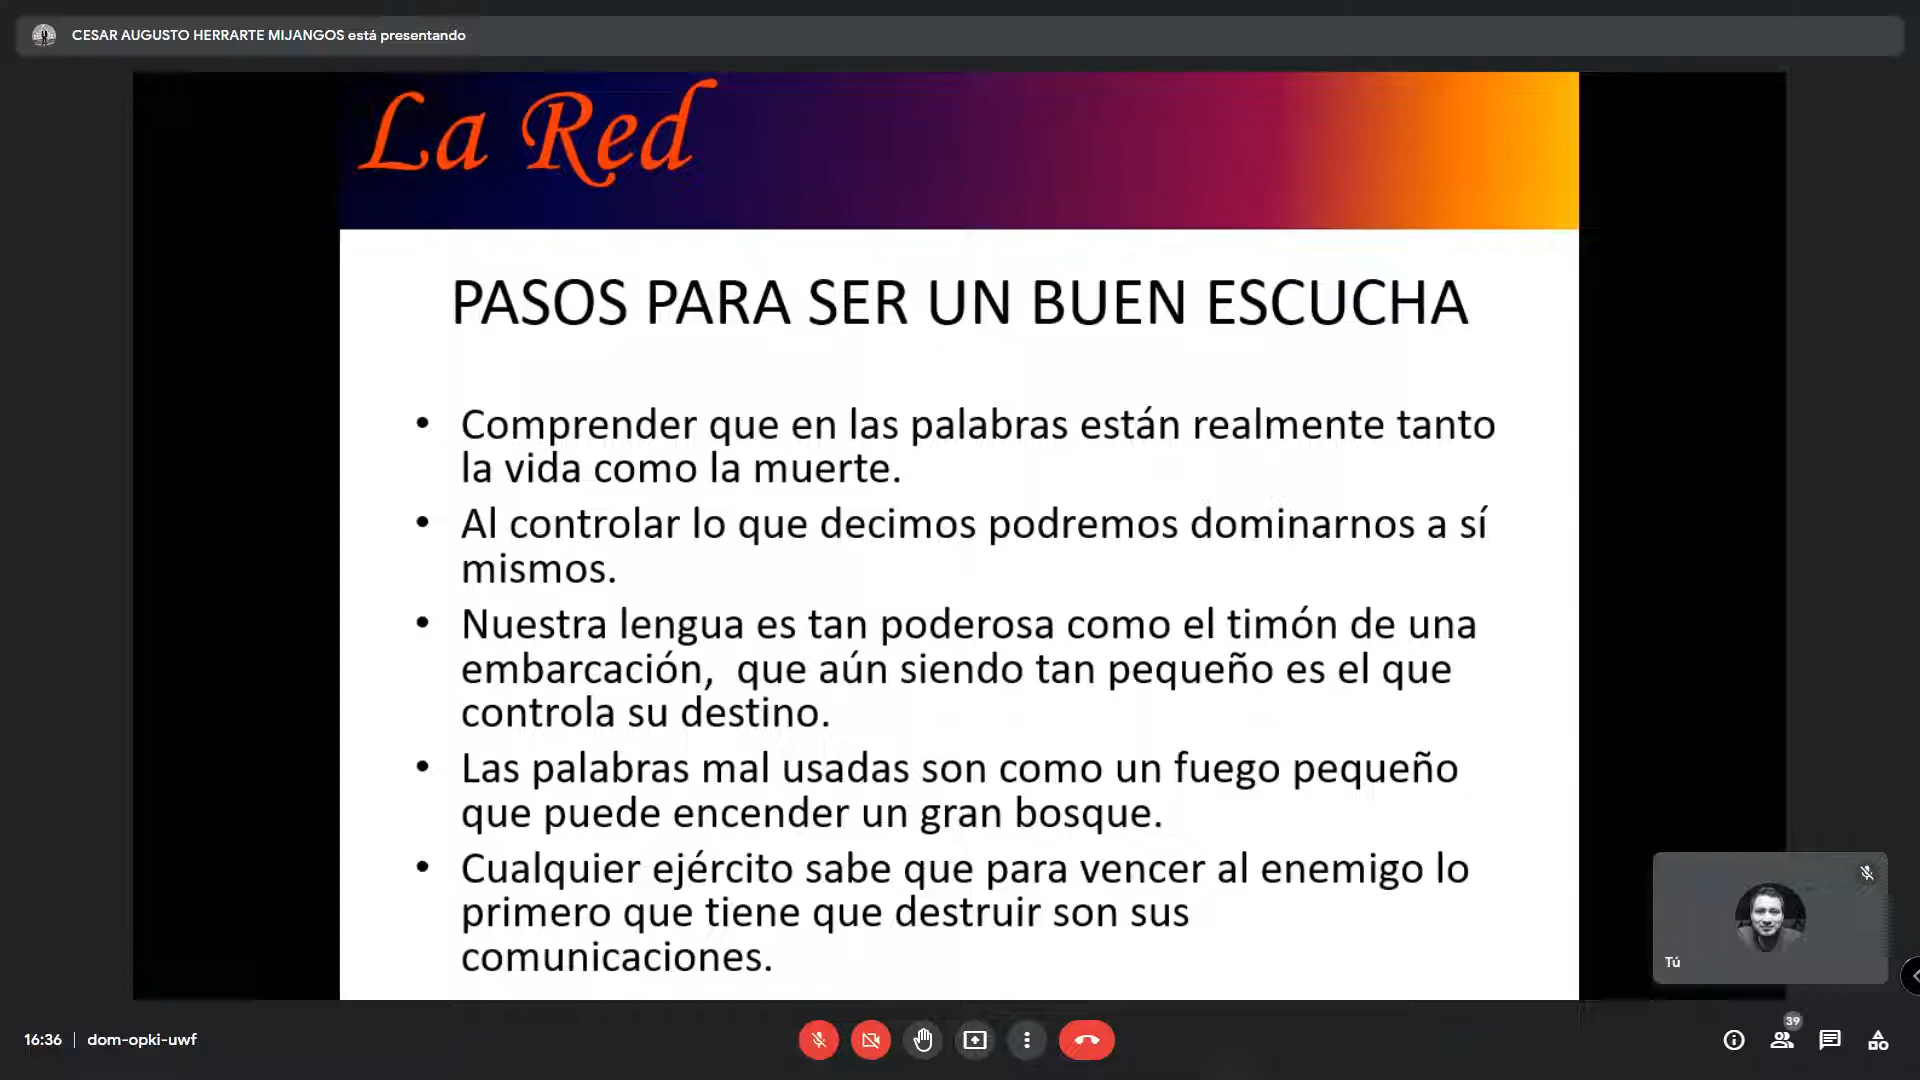 CESAR AUGUSTO HERRARTE MIJANGOS está presentando
La Red
PASOS PARA SER UN BUEN ESCUCHA
• Comprender que en las palabras están realmente tanto
la vida como la muerte.
• Al controlar lo que decimos podremos dominarnos a sí
mismos.
• Nuestra lengua es tan poderosa como el timón de una
embarcación,  que aún siendo tan pequeño es el que
controla su destino.
• Las palabras mal usadas son como un fuego pequeño
que puede encender un gran bosque.
• Cualquier ejército sabe que para vencer al enemigo lo
primero que tiene que destruir son sus
comunicaciones.
Tú
16:36 | dom-opki-uwf
39